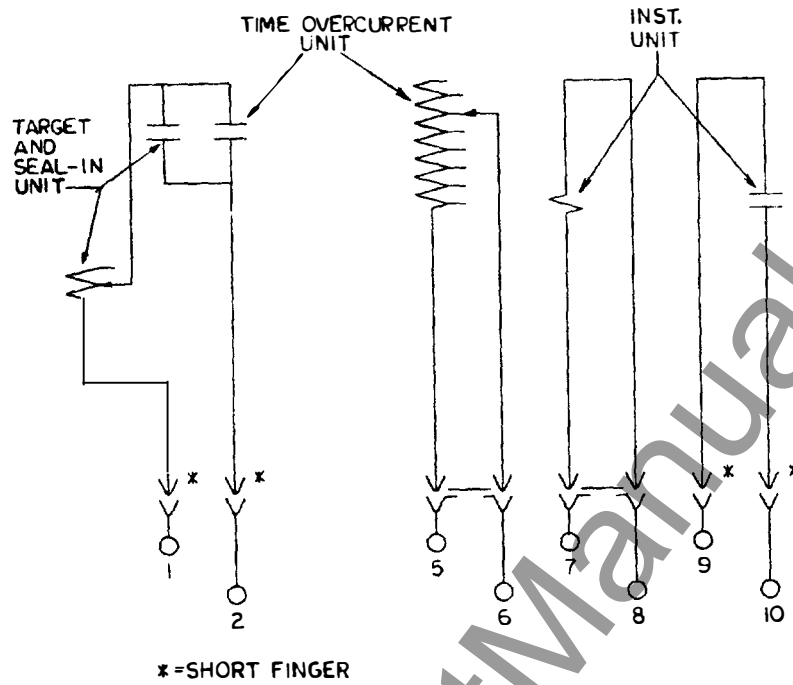 TIME OVERCURRENT
UNIT
INST.
UNIT
TARGET
AND
SEAL-IN
UNIT
*
*
*
*
1
2
5
6
7
8
9
10
*=SHORT FINGER
tManual